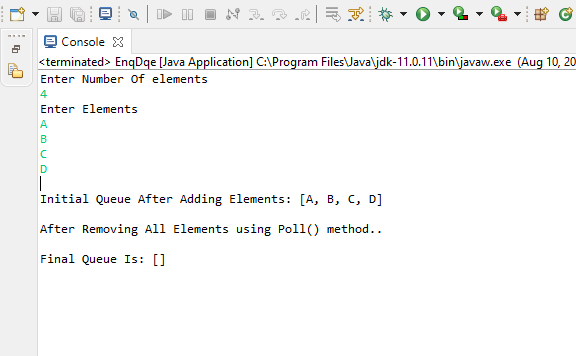 Console
<terminated> EnqDqe [Java Application] C:\Program Files\Java\jdk-11.0.11\bin\javaw.exe (Aug 10, 20
Enter Number Of elements
4
Enter Elements
A
B
C
D
Initial Queue After Adding Elements: [A, B, C, D]
After Removing All Elements using Poll() method..
Final Queue Is: []